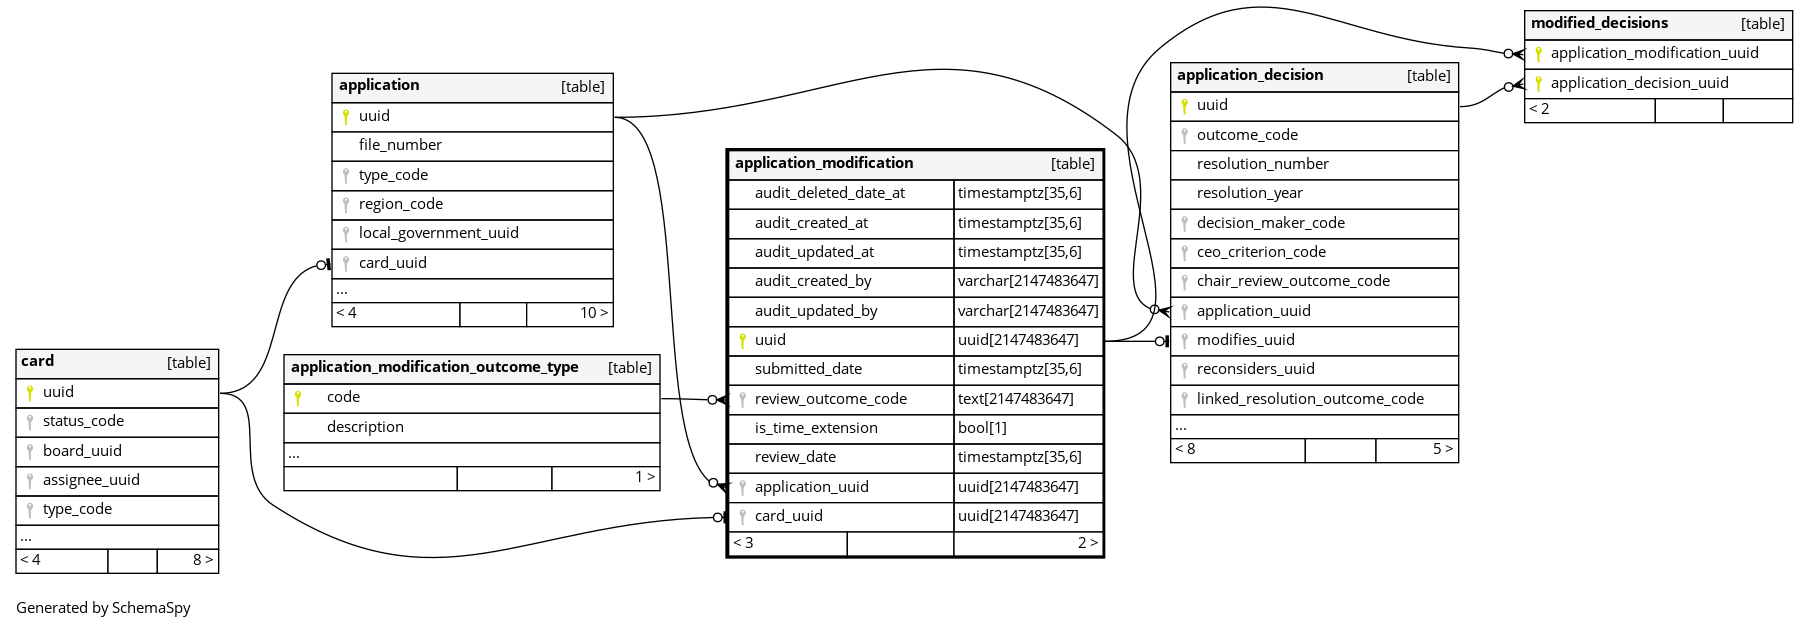 modified_decisions [table]
application_modification_uuid
application_decision_uuid
< 2
application_decision [table]
uuid
outcome_code
resolution_number
resolution_year
decision_maker_code
ceo_criterion_code
chair_review_outcome_code
application_uuid
modifies_uuid
reconsiders_uuid
linked_resolution_outcome_code
...
< 8 5 >
application [table]
uuid
file_number
type_code
region_code
local_government_uuid
card_uuid
...
< 4 10 >
application_modification [table]
audit_deleted_date_at timestamptz[35,6]
audit_created_at timestamptz[35,6]
audit_updated_at timestamptz[35,6]
audit_created_by varchar[2147483647]
audit_updated_by varchar[2147483647]
uuid uuid[2147483647]
submitted_date timestamptz[35,6]
review_outcome_code text[2147483647]
is_time_extension bool[1]
review_date timestamptz[35,6]
application_uuid uuid[2147483647]
card_uuid uuid[2147483647]
< 3 2 >
application_modification_outcome_type [table]
code
description
...
1 >
card [table]
uuid
status_code
board_uuid
assignee_uuid
type_code
...
< 4 8 >
Generated by SchemaSpy